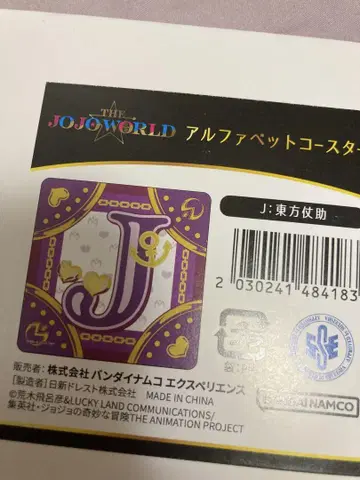 THE
JOJOWORLD
アルファベットコースター
J:東方仗助
J
2 030241 484183
販売者:株式会社 バンダイナムコ エクスペリエンス
[製造者]日新ドレスト株式会社 MADE IN CHINA
©荒木飛呂彦&LUCKY LAND COMMUNICATIONS/
集英社・ジョジョの奇妙な冒険THE ANIMATION PROJECT
BANDAI NAMCO